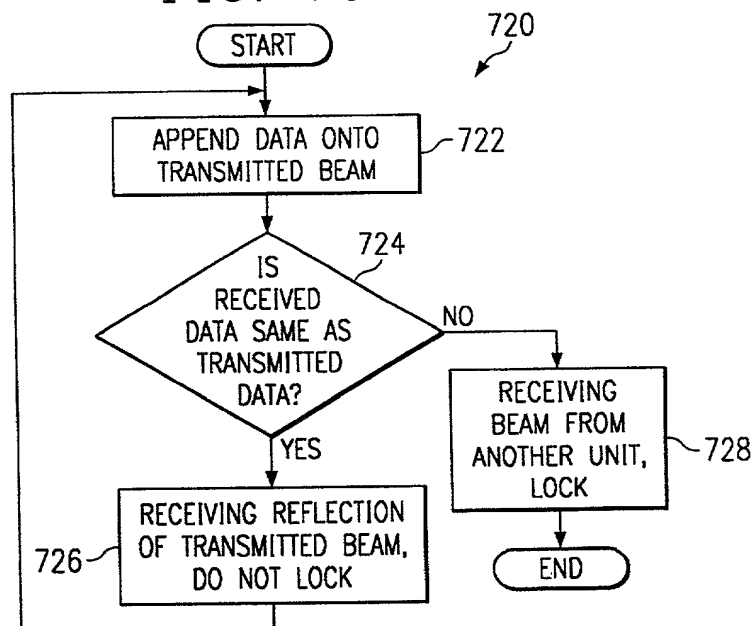 START
720
APPEND DATA ONTO
TRANSMITTED BEAM
722
724
IS
RECEIVED
DATA SAME AS
TRANSMITTED
DATA?
NO
YES
RECEIVING
BEAM FROM
ANOTHER UNIT,
LOCK
728
RECEIVING REFLECTION
OF TRANSMITTED BEAM,
DO NOT LOCK
726
END